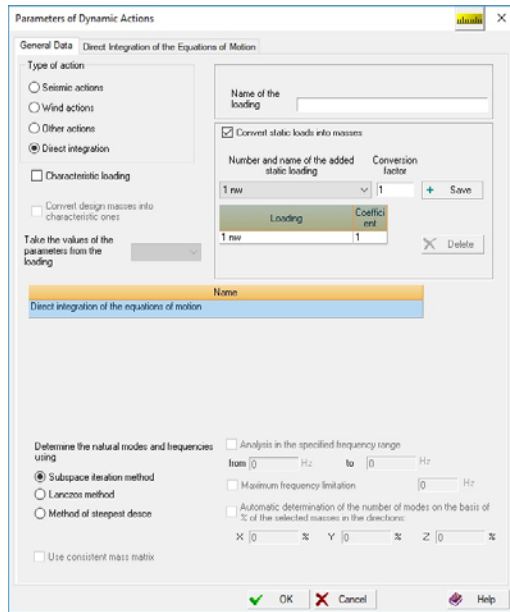 Parameters of Dynamic Actions
General Data
Direct Integration of the Equations of Motion
Type of action
Seismic actions
Wind actions
Other actions
Direct integration
Characteristic loading
Convert design masses into
characteristic ones
Take the values of the
parameters from the
loading
Name of the
loading
Convert static loads into masses
Number and name of the added
static loading
Conversion
factor
1 nw
1
+ Save
Loading
Coeffici
ent
1 nw
1
Delete
Name
Direct integration of the equations of motion
Determine the natural modes and frequencies
using
Subspace iteration method
Lanczos method
Method of steepest desce
Use consistent mass matrix
Analysis in the specified frequency range
from 0 Hz to 0 Hz
Maximum frequency limitation 0 Hz
Automatic determination of the number of modes on the basis of
% of the selected masses in the directions:
X 0 % Y 0 % Z 0 %
OK
Cancel
Help